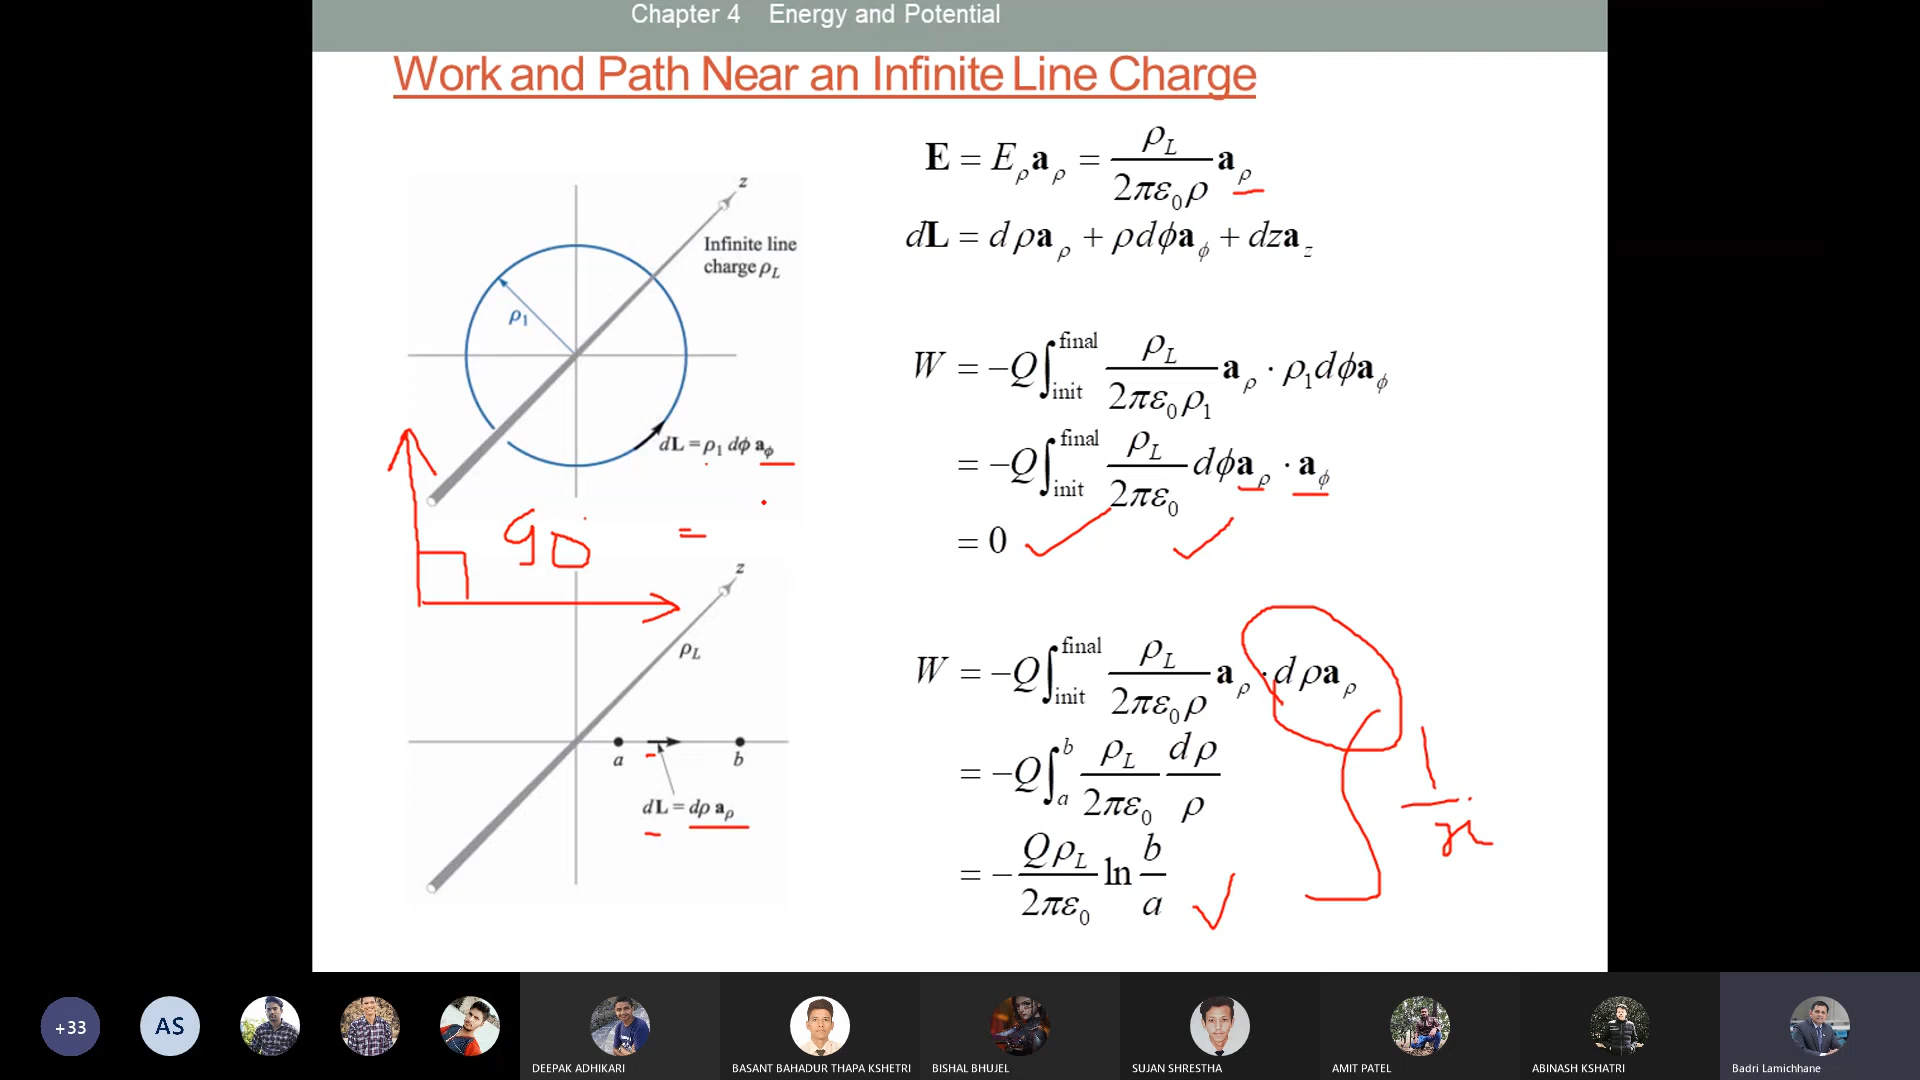 Chapter 4 Energy and Potential
Work and Path Near an Infinite Line Charge
E = E_ρ a_ρ = ρ_L / 2πε₀ρ a_ρ
dL = dρ a_ρ + ρ dϕ a_ϕ + dz a_z
z
Infinite line
charge ρ_L
ρ₁
dL = ρ₁ dϕ a_ϕ
W = −Q ∫_init^final ρ_L / 2πε₀ρ₁ a_ρ · ρ₁ dϕ a_ϕ
= −Q ∫_init^final ρ_L / 2πε₀ dϕ a_ρ · a_ϕ
= 0
90 =
z
ρ_L
a b
dL = dρ a_ρ
W = −Q ∫_init^final ρ_L / 2πε₀ρ a_ρ · dρ a_ρ
= −Q ∫_a^b ρ_L / 2πε₀ dρ / ρ
= − Qρ_L / 2πε₀ ln b / a
1 / x
+33
AS
DEEPAK ADHIKARI
BASANT BAHADUR THAPA KSHETRI
BISHAL BHUJEL
SUJAN SHRESTHA
AMIT PATEL
ABINASH KSHATRI
Badri Lamichhane